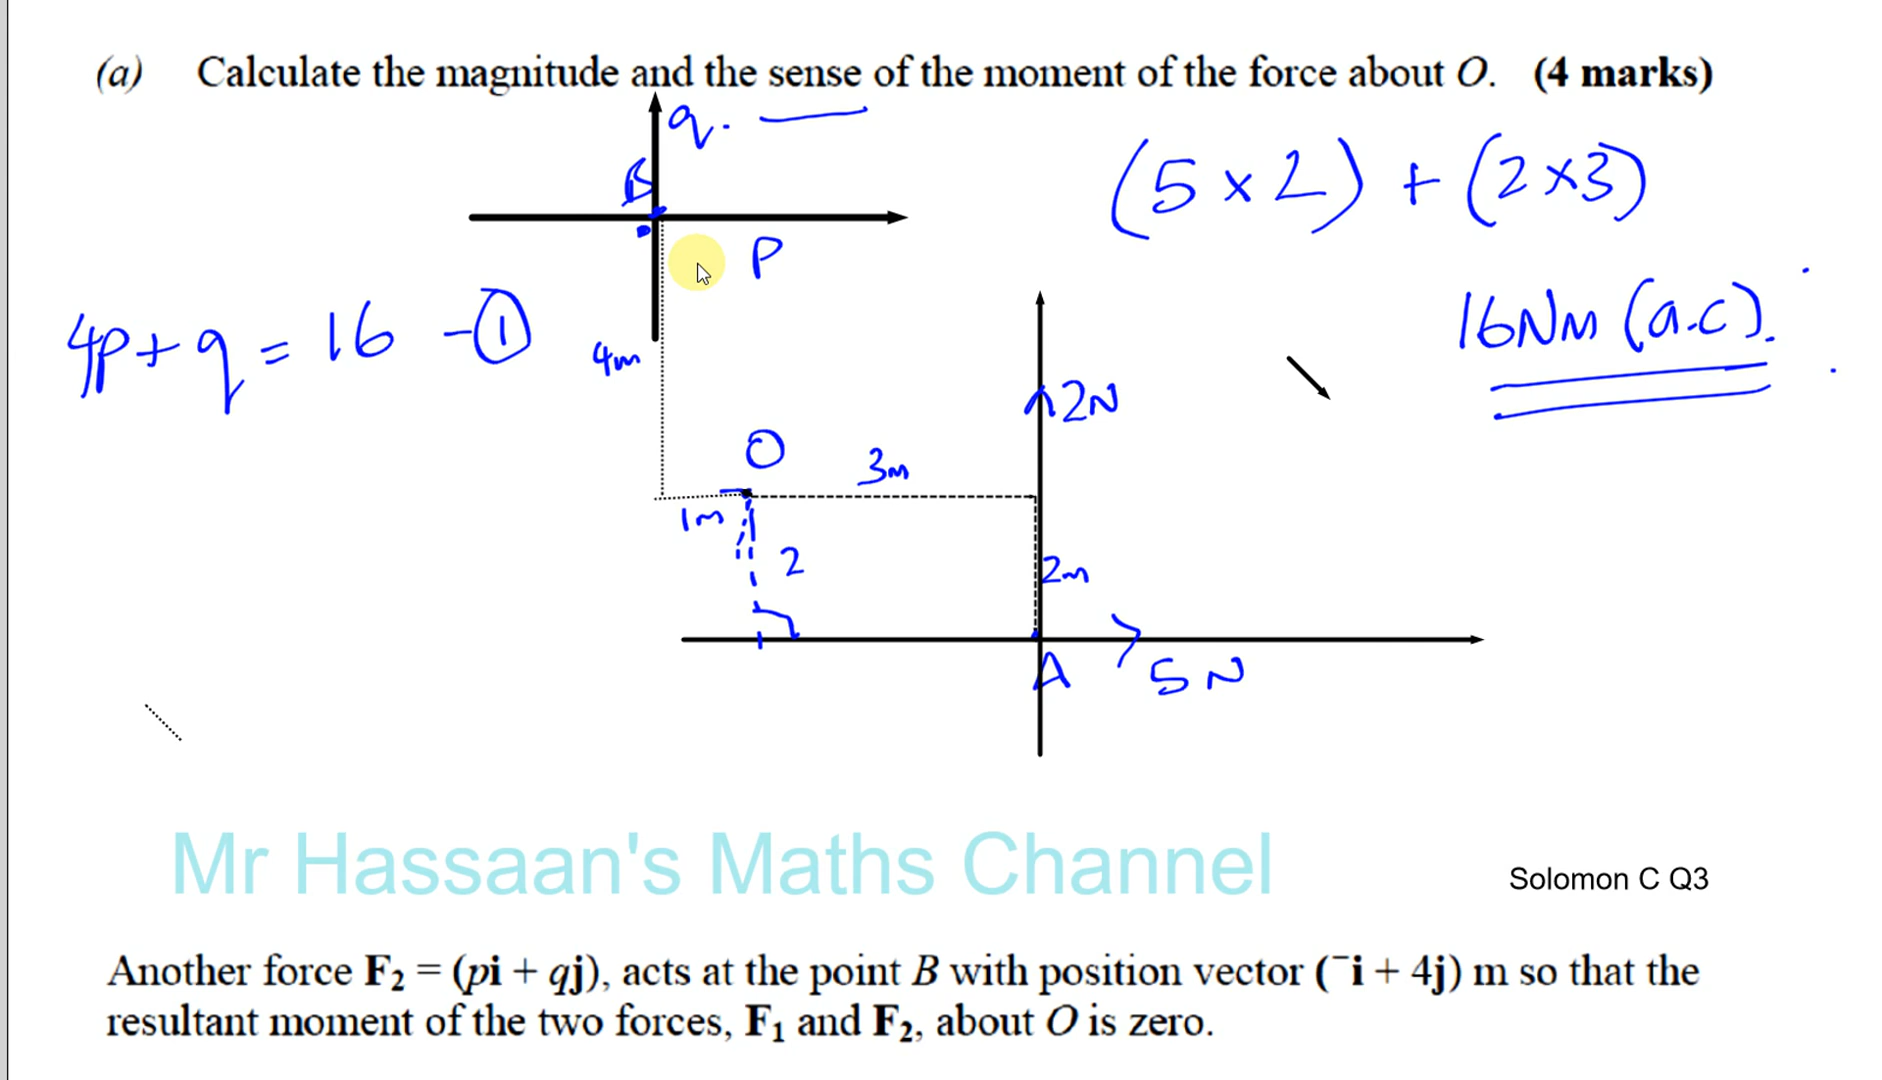 (a) Calculate the magnitude and the sense of the moment of the force about O. (4 marks)
q.
B
(5 × 2) + (2 × 3)
P
4p + q = 16 - ①
4m
16Nm (a.c).
2N
O
3m
1m
2
2m
A
5N
Mr Hassaan's Maths Channel
Solomon C Q3
Another force F₂ = (pi + qj), acts at the point B with position vector (⁻i + 4j) m so that the
resultant moment of the two forces, F₁ and F₂, about O is zero.